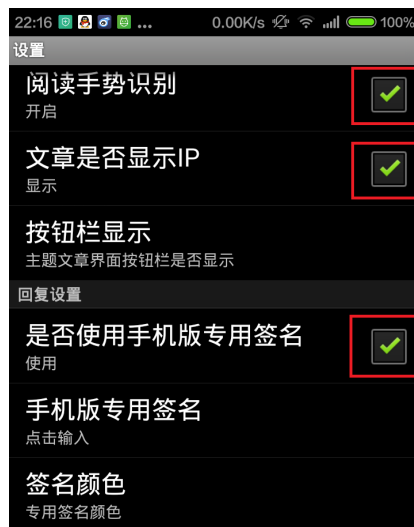 22:16 ... 0.00K/s 100%
设置
阅读手势识别
开启
文章是否显示IP
显示
按钮栏显示
主题文章界面按钮栏是否显示
回复设置
是否使用手机版专用签名
使用
手机版专用签名
点击输入
签名颜色
专用签名颜色